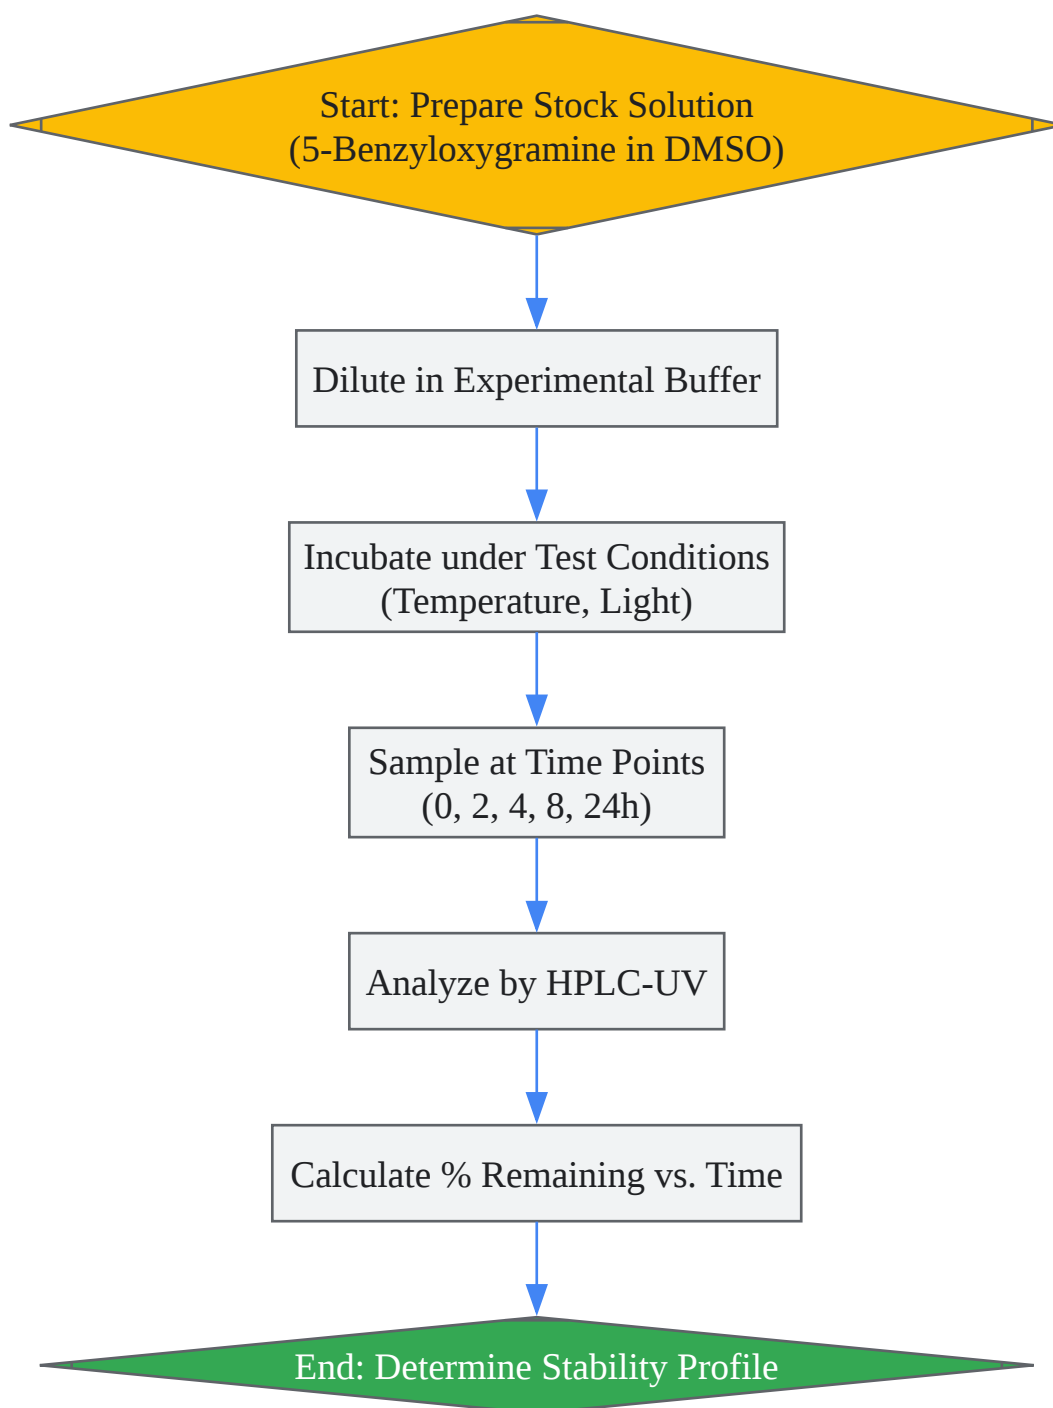 Start: Prepare Stock Solution
(5-Benzyloxygramine in DMSO)
Dilute in Experimental Buffer
Incubate under Test Conditions
(Temperature, Light)
Sample at Time Points
(0, 2, 4, 8, 24h)
Analyze by HPLC-UV
Calculate % Remaining vs. Time
End: Determine Stability Profile